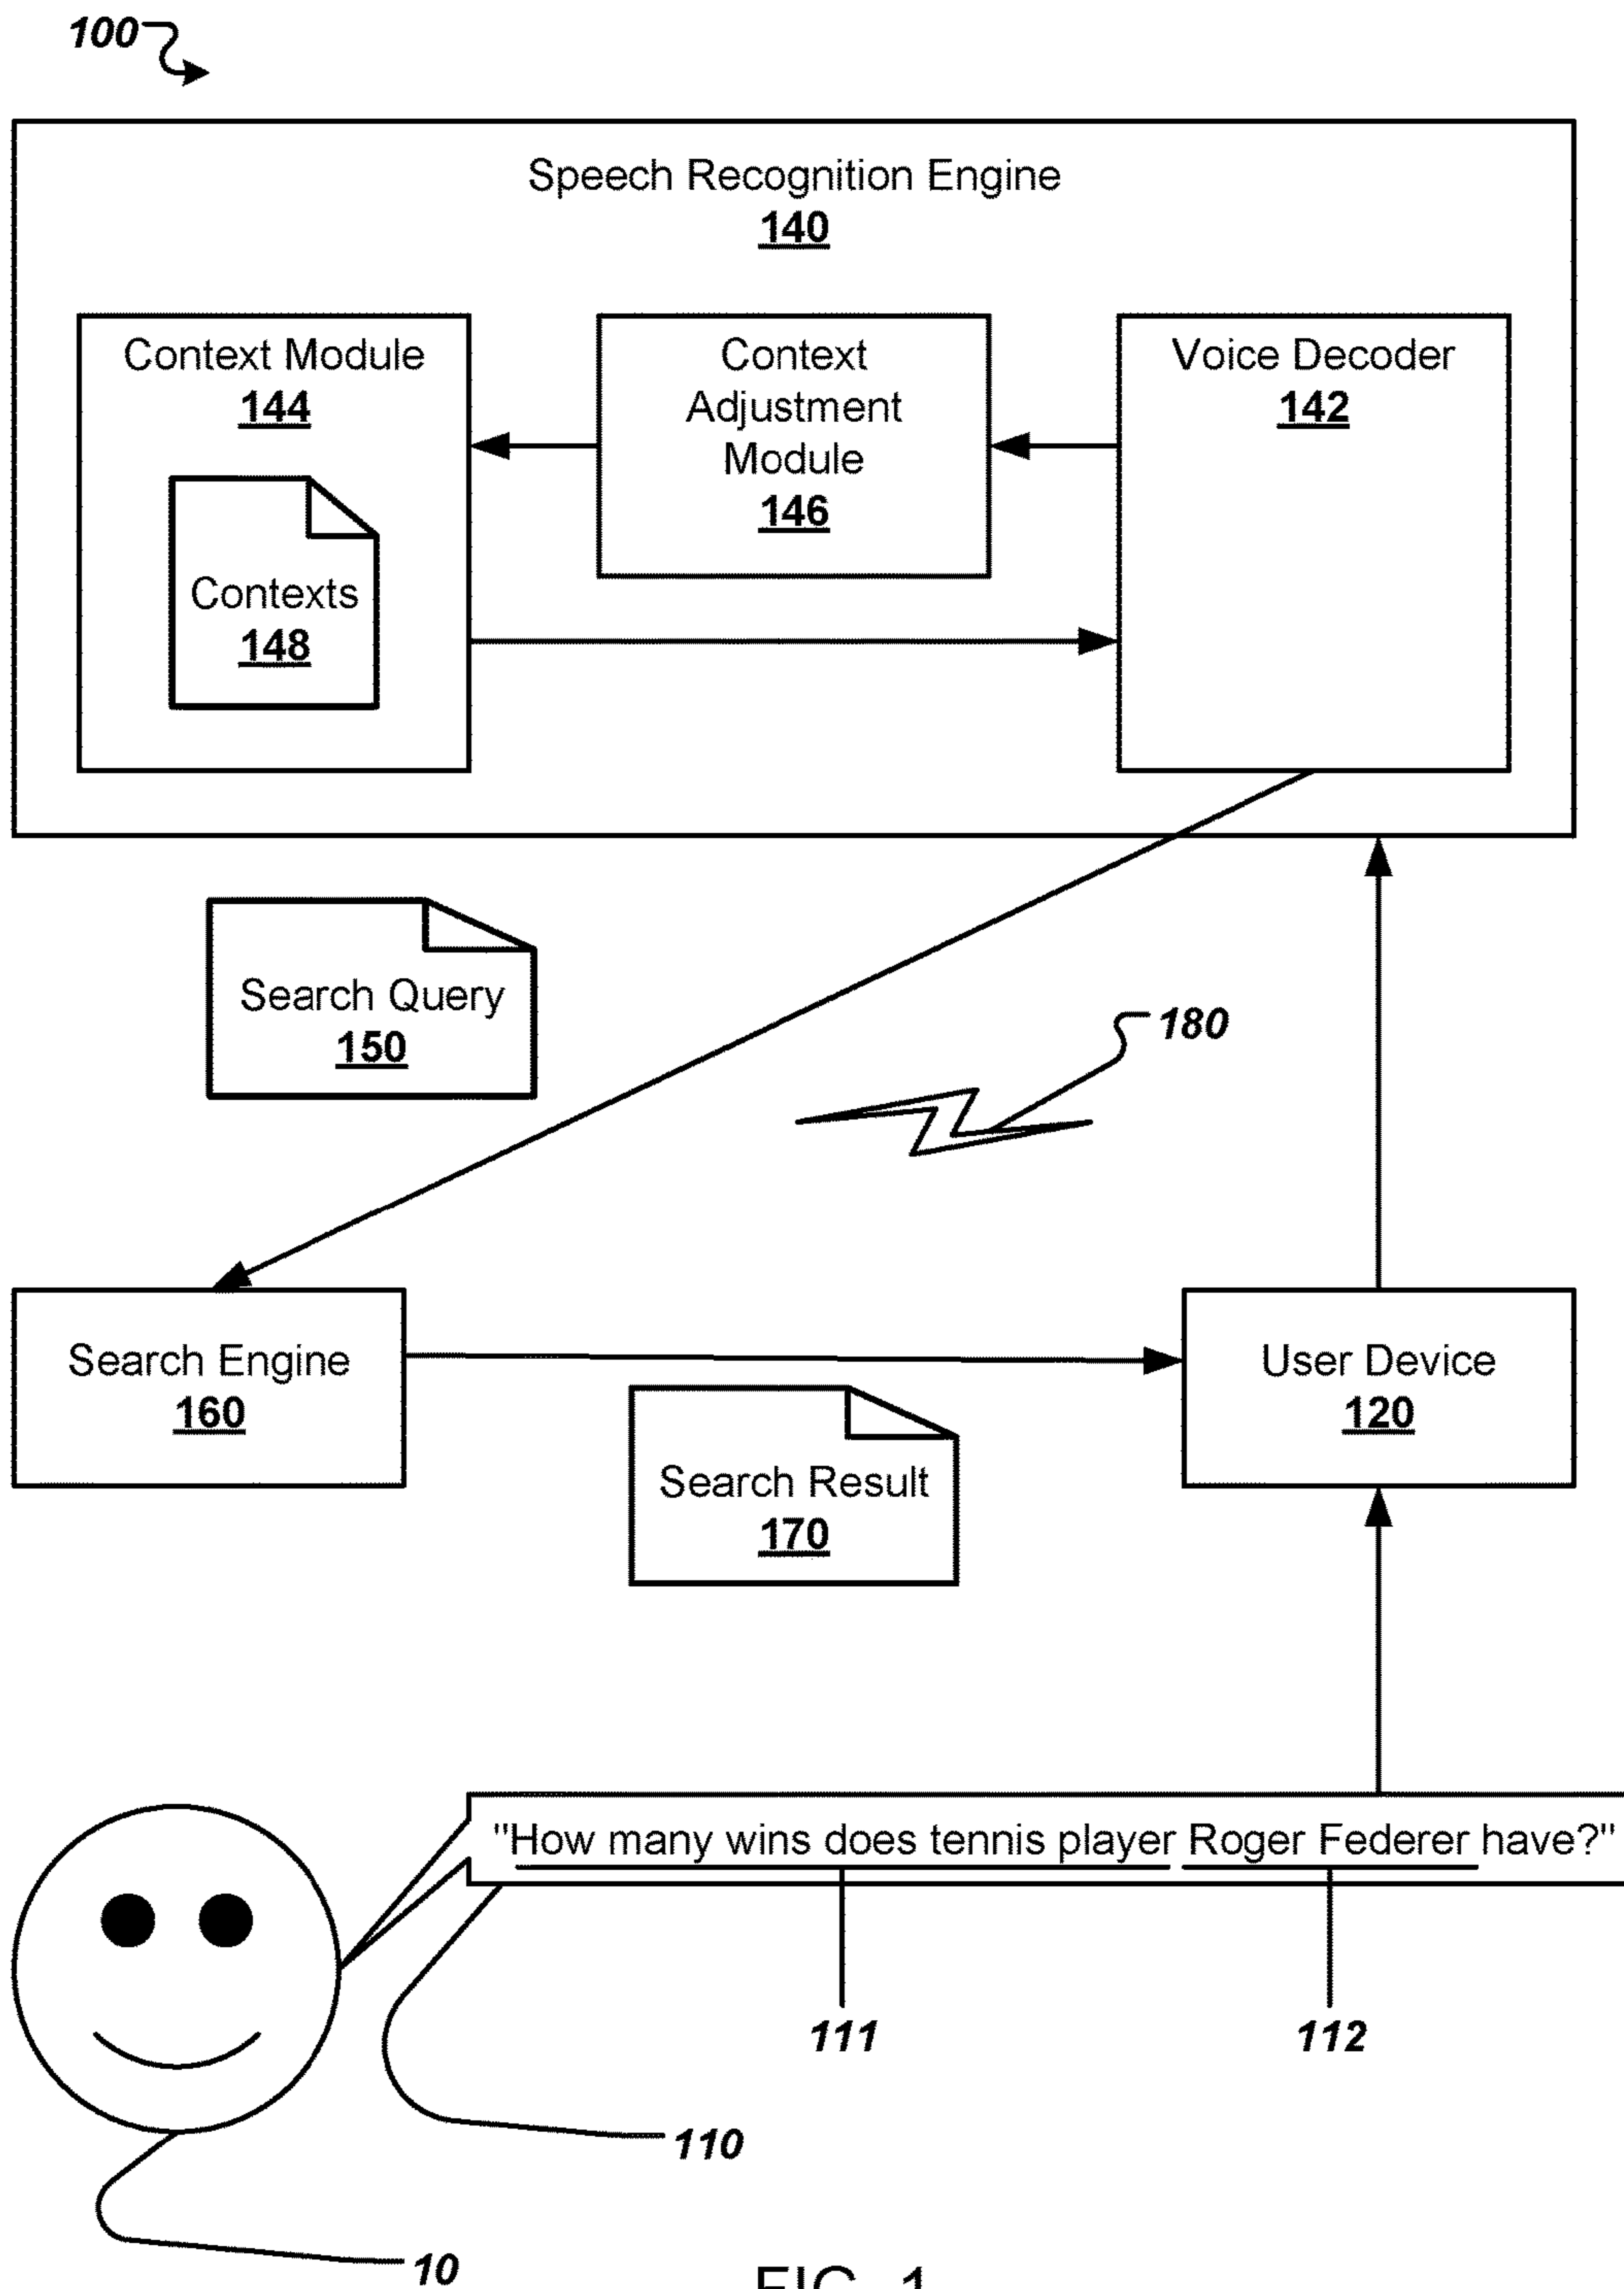 100
Speech Recognition Engine
140
Context Module
144
Contexts
148
Context
Adjustment
Module
146
Voice Decoder
142
Search Query
150
180
Search Engine
160
User Device
120
Search Result
170
"How many wins does tennis player Roger Federer have?"
111
112
110
10
FIG. 1